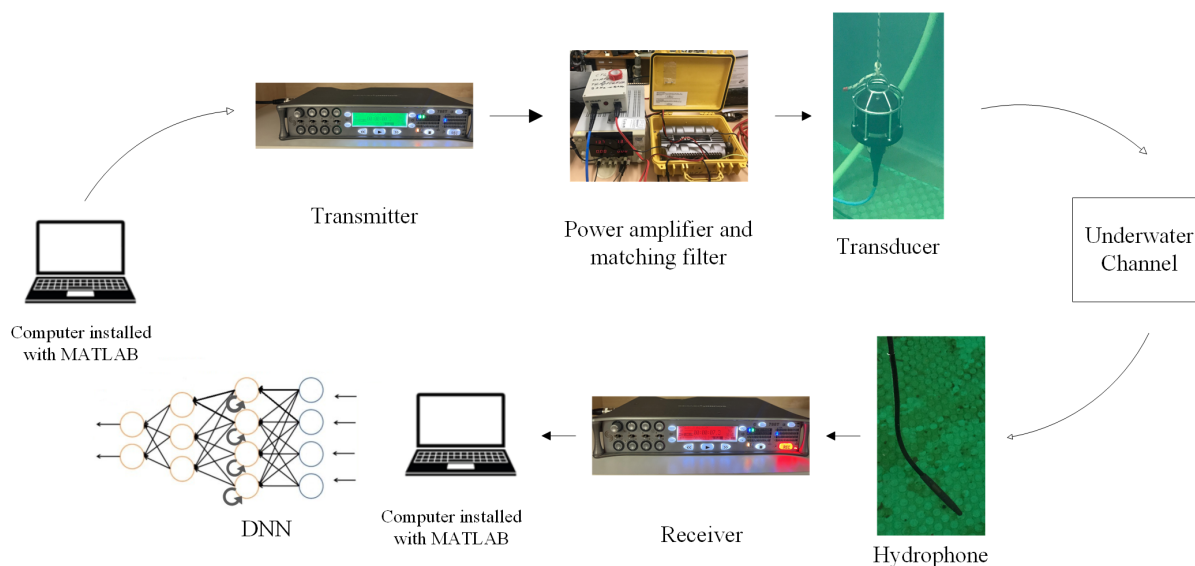 Transmitter
Power amplifier and
matching filter
Transducer
Underwater
Channel
Computer installed
with MATLAB
DNN
Computer installed
with MATLAB
Receiver
Hydrophone